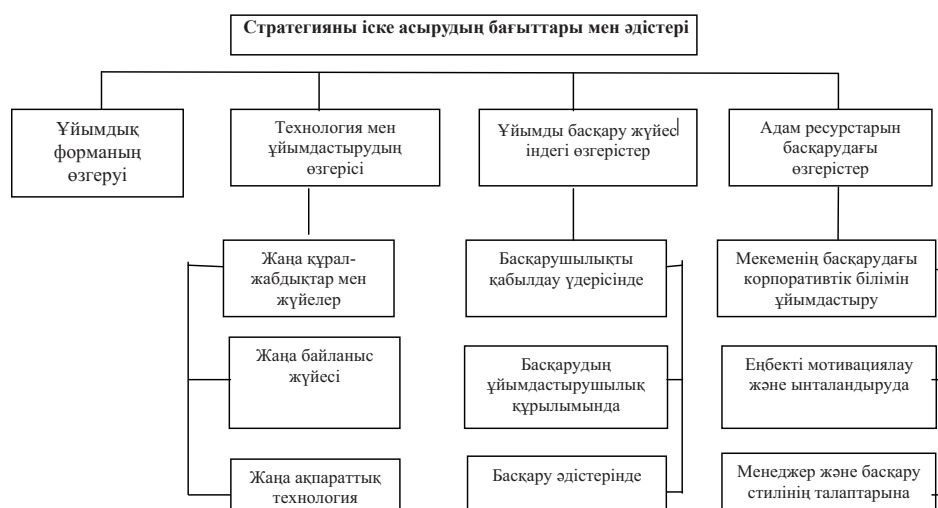 Стратегияны іске асырудың бағыттары мен әдістері
Ұйымдық
форманың
өзгеруі
Технология мен
ұйымдастырудың
өзгерісі
Ұйымды басқару жүйес
індегі өзгерістер
Адам ресурстарын
басқарудағы
өзгерістер
Жаңа құрал-
жабдықтар мен
жүйелер
Жаңа байланыс
жүйесі
Жаңа ақпараттық
технология
Басқарушылықты
қабылдау үдерісінде
Басқарудың
ұйымдастырушылық
құрылымында
Басқару әдістерінде
Мекеменің басқарудағы
корпоративтік білімін
ұйымдастыру
Еңбекті мотивациялау
және ынталандыруда
Менеджер және басқару
стилінің талаптарына